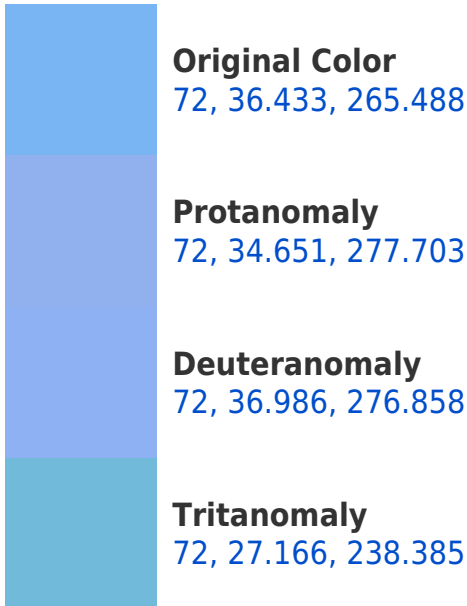 Original Color
72, 36.433, 265.488
Protanomaly
72, 34.651, 277.703
Deuteranomaly
72, 36.986, 276.858
Tritanomaly
72, 27.166, 238.385